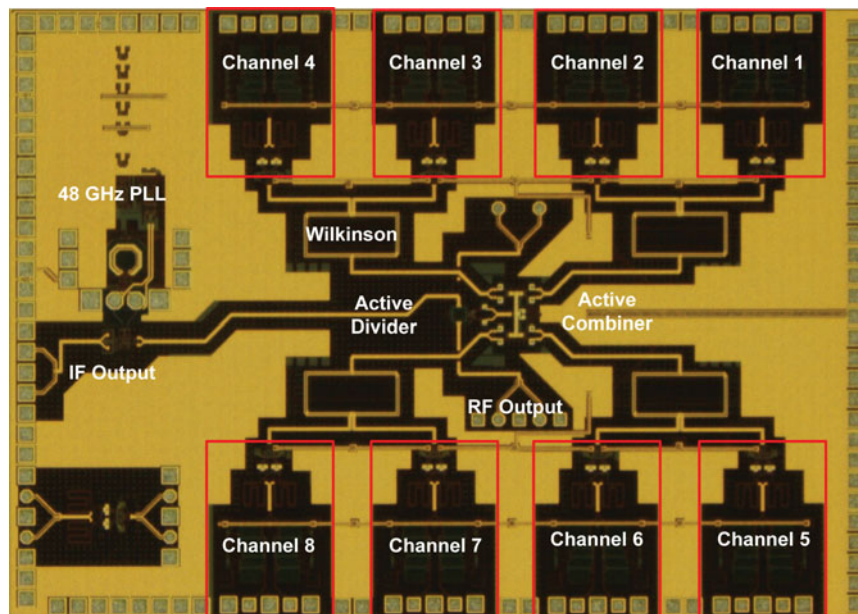 Channel 4
Channel 3
Channel 2
Channel 1
48 GHz PLL
Wilkinson
Active
Divider
Active
Combiner
IF Output
RF Output
Channel 8
Channel 7
Channel 6
Channel 5